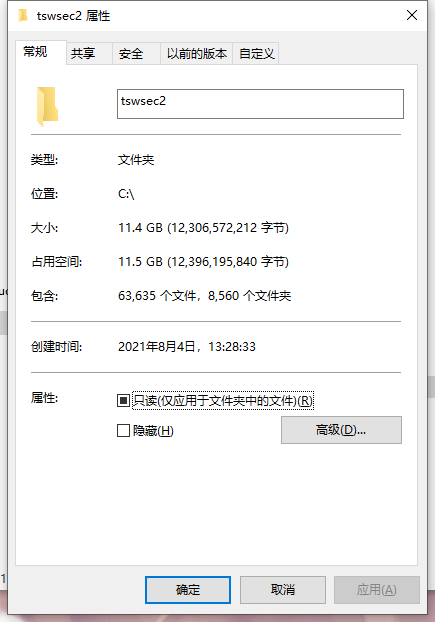 tswsec2 属性
常规 共享 安全 以前的版本 自定义
tswsec2
类型: 文件夹
位置: C:\
大小: 11.4 GB (12,306,572,212 字节)
占用空间: 11.5 GB (12,396,195,840 字节)
包含: 63,635 个文件，8,560 个文件夹
创建时间: 2021年8月4日，13:28:33
属性: 只读(仅应用于文件夹中的文件)(R)
隐藏(H) 高级(D)...
确定 取消 应用(A)